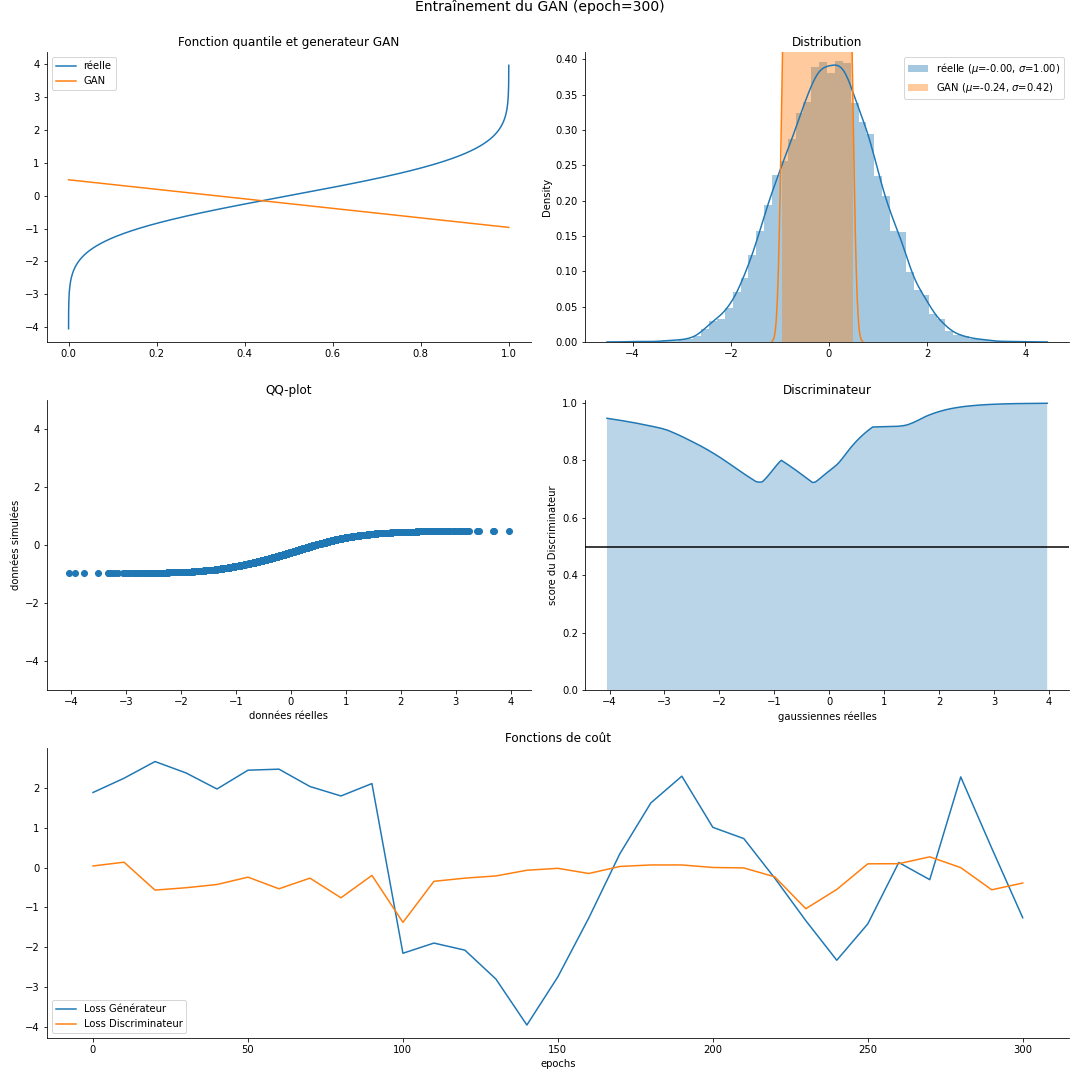 Entraînement du GAN (epoch=300)
Fonction quantile et generateur GAN
réelle
GAN
4
3
2
1
0
−1
−2
−3
−4
0.0 0.2 0.4 0.6 0.8 1.0
Distribution
réelle (μ=-0.00, σ=1.00)
GAN (μ=-0.24, σ=0.42)
Density
0.40
0.35
0.30
0.25
0.20
0.15
0.10
0.05
0.00
−4 −2 0 2 4
QQ-plot
données simulées
4
2
0
−2
−4
−4 −3 −2 −1 0 1 2 3 4
données réelles
Discriminateur
score du Discriminateur
1.0
0.8
0.6
0.4
0.2
0.0
−4 −3 −2 −1 0 1 2 3 4
gaussiennes réelles
Fonctions de coût
2
1
0
−1
−2
−3
−4
Loss Générateur
Loss Discriminateur
0 50 100 150 200 250 300
epochs